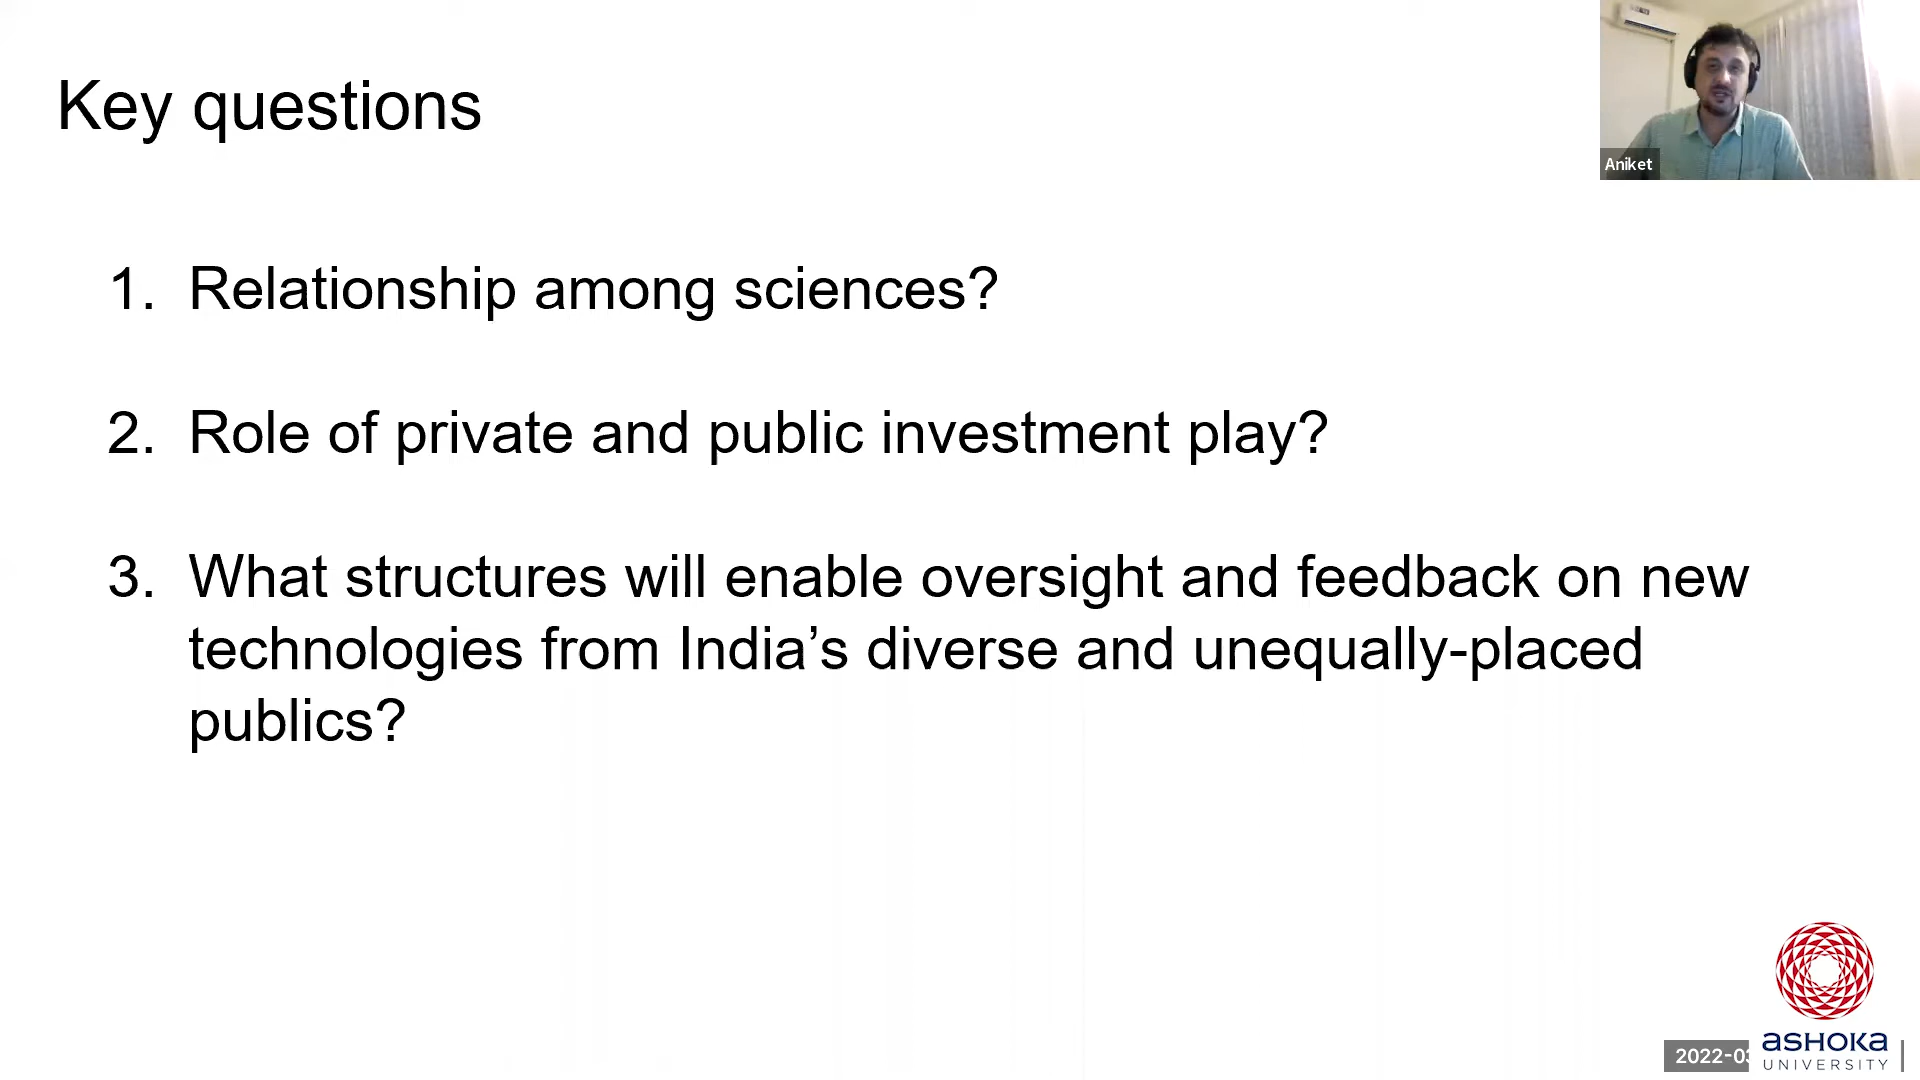 Key questions
Aniket
1. Relationship among sciences?
2. Role of private and public investment play?
3. What structures will enable oversight and feedback on new
technologies from India’s diverse and unequally-placed
publics?
2022-03
ASHOKA
UNIVERSITY